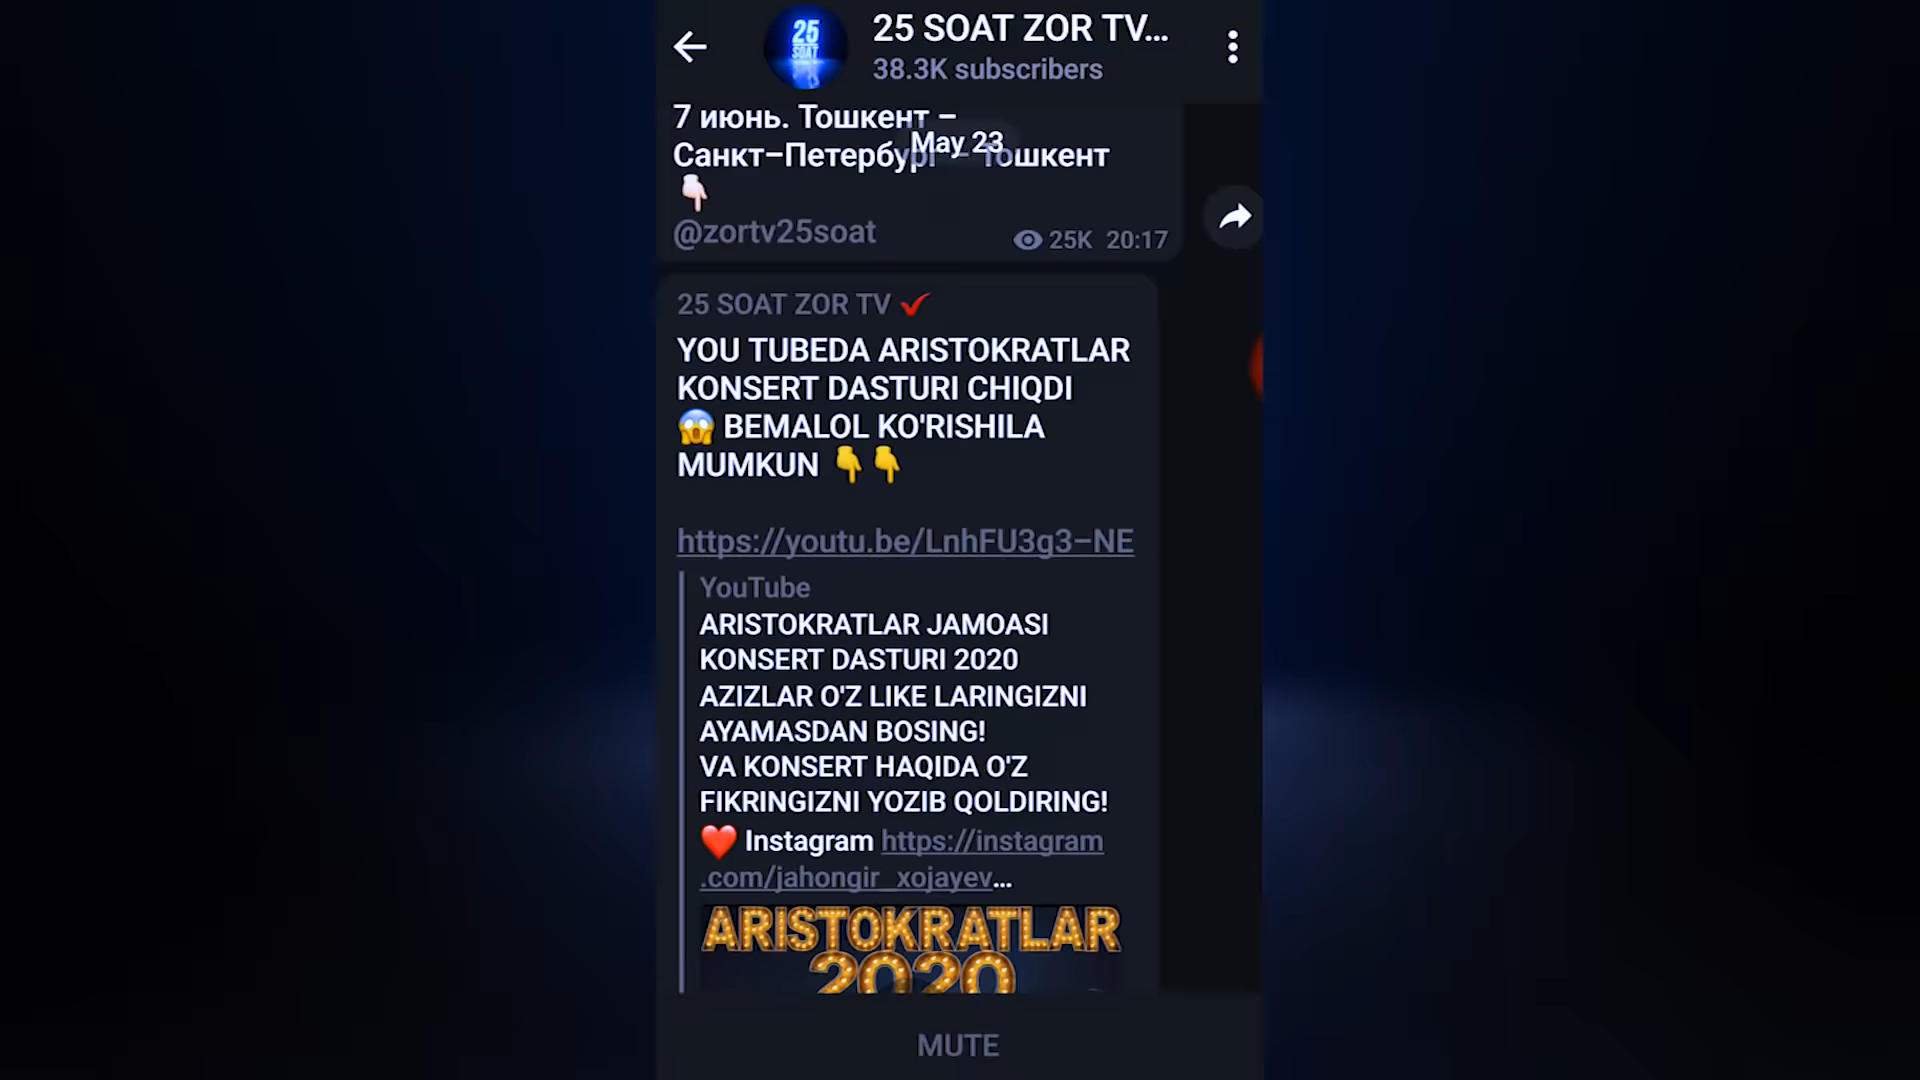 25 SOAT
25 SOAT ZOR TV...
38.3K subscribers
7 июнь. Тошкент –
May 23
Санкт–Петербург – Тошкент
👇🏻
@zortv25soat
25K 20:17
25 SOAT ZOR TV ✓
YOU TUBEDA ARISTOKRATLAR
KONSERT DASTURI CHIQDI
😱 BEMALOL KO'RISHILA
MUMKUN 👇👇
https://youtu.be/LnhFU3g3–NE
YouTube
ARISTOKRATLAR JAMOASI
KONSERT DASTURI 2020
AZIZLAR O'Z LIKE LARINGIZNI
AYAMASDAN BOSING!
VA KONSERT HAQIDA O'Z
FIKRINGIZNI YOZIB QOLDIRING!
❤️ Instagram https://instagram
.com/jahongir_xojayev...
ARISTOKRATLAR
2020
MUTE